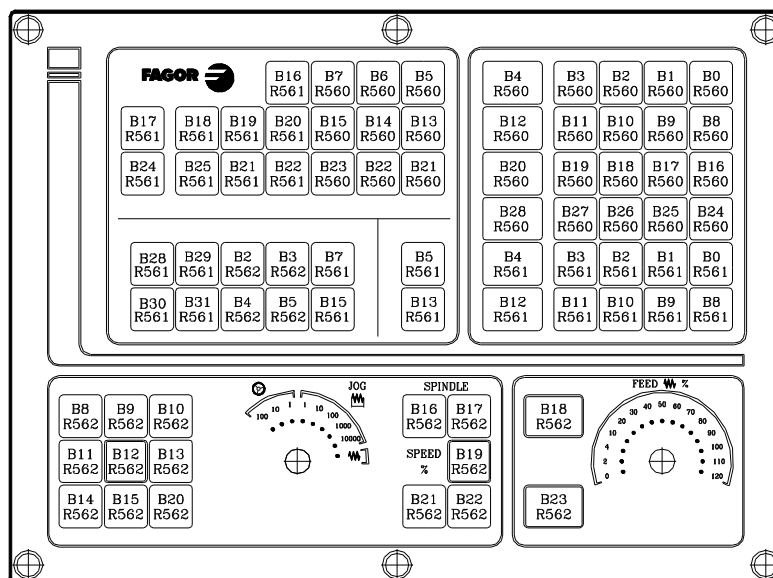 FAGOR
B16 B7 B6 B5
R561 R560 R560 R560
B17 B18 B19 B20 B15 B14 B13
R561 R561 R561 R561 R560 R560 R560
B24 B25 B21 B22 B23 B22 B21
R561 R561 R561 R561 R560 R560 R560
B28 B29 B2 B3 B7 B5
R561 R561 R562 R562 R561 R561
B30 B31 B4 B5 B15 B13
R561 R561 R562 R562 R561 R561
B4 B3 B2 B1 B0
R560 R560 R560 R560 R560
B12 B11 B10 B9 B8
R560 R560 R560 R560 R560
B20 B19 B18 B17 B16
R560 R560 R560 R560 R560
B28 B27 B26 B25 B24
R560 R560 R560 R560 R560
B4 B3 B2 B1 B0
R561 R561 R561 R561 R561
B12 B11 B10 B9 B8
R561 R561 R561 R561 R561
B8 B9 B10
R562 R562 R562
B11 B12 B13
R562 R562 R562
B14 B15 B20
R562 R562 R562
JOG
100 10 1 1 10 100 1000 10000
SPINDLE
B16 B17
R562 R562
SPEED
%
B19
R562
B21 B22
R562 R562
B18
R562
B23
R562
FEED %
0 2 4 10 20 30 40 50 60 70 80 90 100 110 120